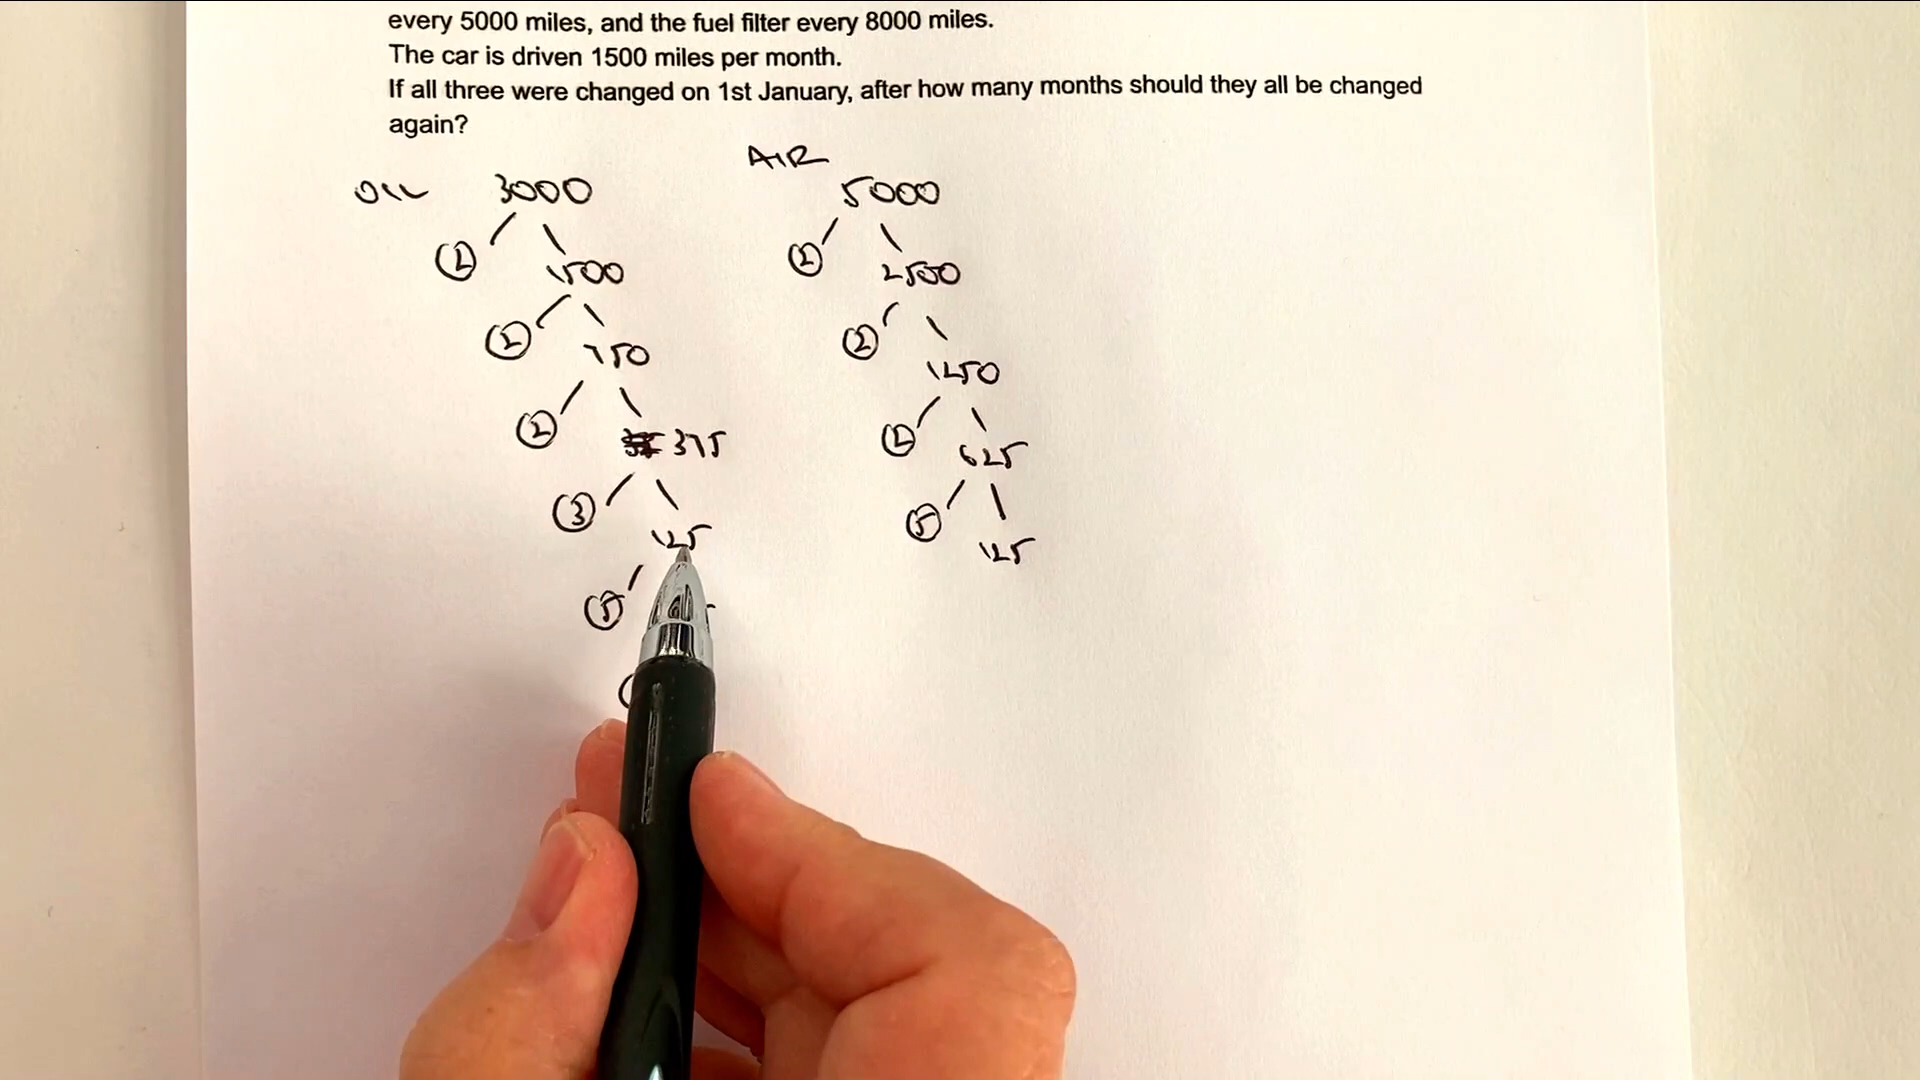 every 5000 miles, and the fuel filter every 8000 miles.
The car is driven 1500 miles per month.
If all three were changed on 1st January, after how many months should they all be changed
again?
OIL 3000
2 1500
2 750
2 375
3 125
5
AIR
5000
2 2500
2 1250
2 625
5 125